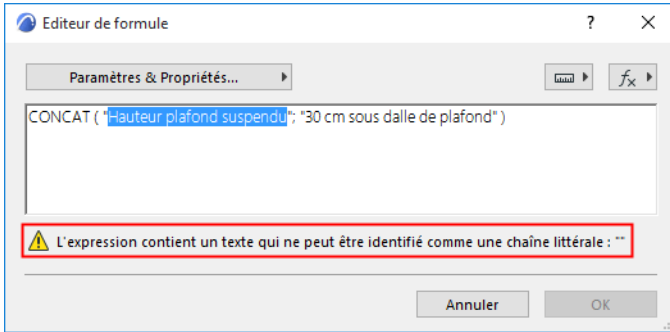 Editeur de formule
Paramètres & Propriétés...
CONCAT ( "Hauteur plafond suspendu"; "30 cm sous dalle de plafond" )
L'expression contient un texte qui ne peut être identifié comme une chaîne littérale : ""
Annuler
OK